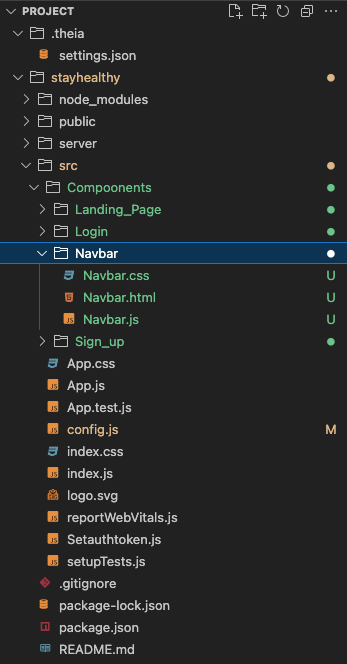 PROJECT
.theia
settings.json
stayhealthy
node_modules
public
server
src
Compoonents
Landing_Page
Login
Navbar
Navbar.css U
Navbar.html U
Navbar.js U
Sign_up
App.css
App.js
App.test.js
config.js M
index.css
index.js
logo.svg
reportWebVitals.js
Setauthtoken.js
setupTests.js
.gitignore
package-lock.json
package.json
README.md